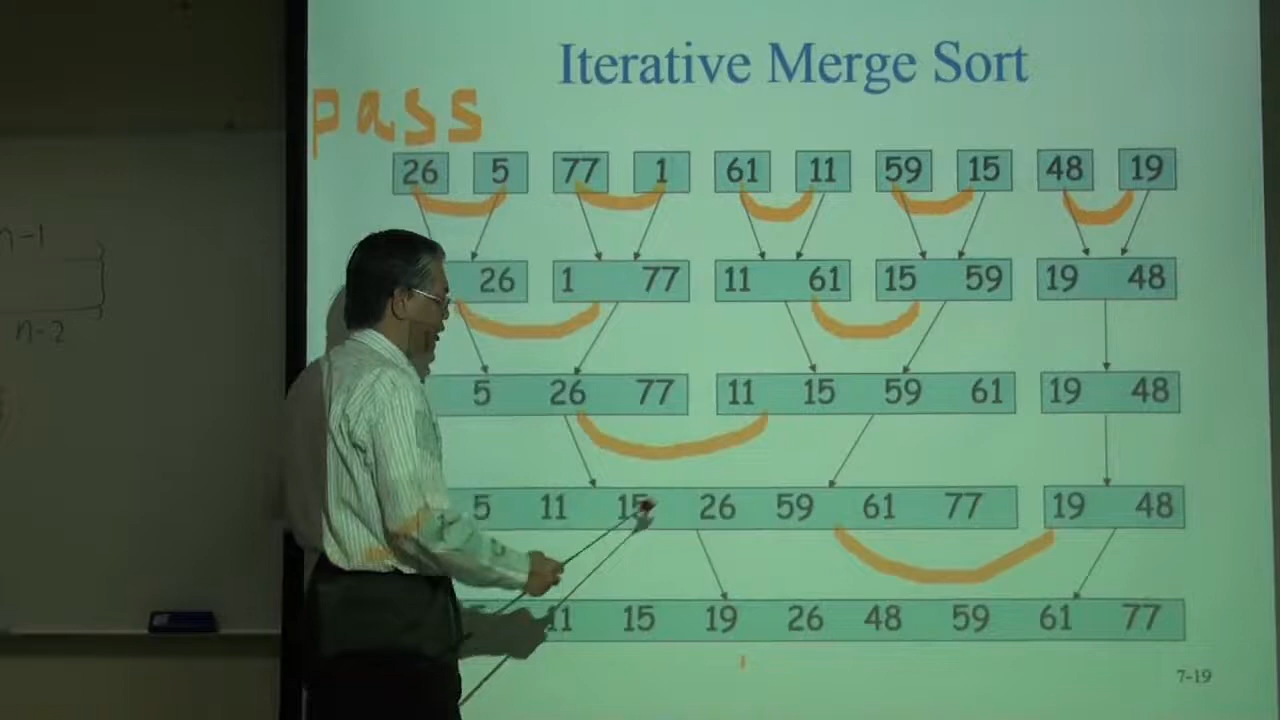 Iterative Merge Sort
pass
26 5 77 1 61 11 59 15 48 19
26 1 77 11 61 15 59 19 48
5 26 77 11 15 59 61 19 48
5 11 15 26 59 61 77 19 48
11 15 19 26 48 59 61 77
7-19
n-1
n-2